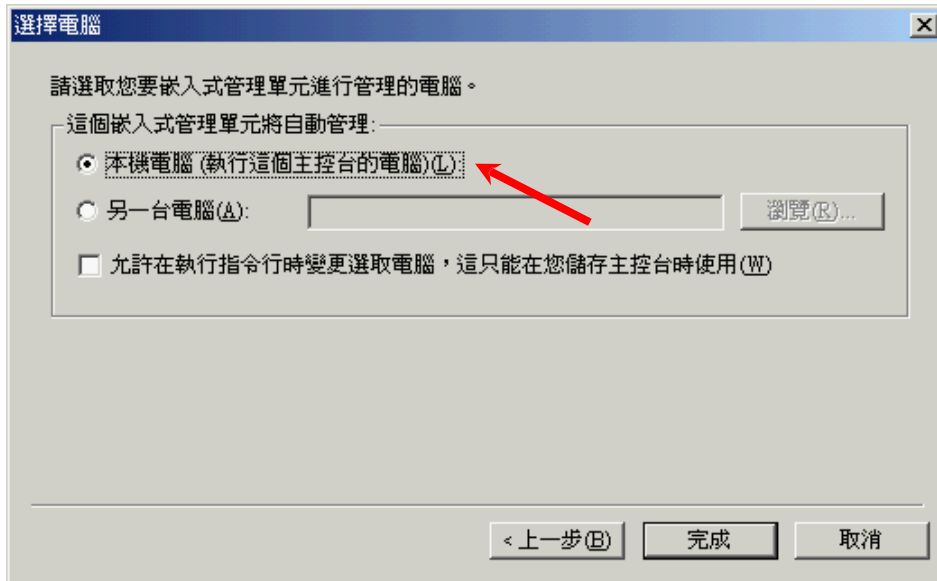 選擇電腦
請選取您要嵌入式管理單元進行管理的電腦。
這個嵌入式管理單元將自動管理:
本機電腦 (執行這個主控台的電腦)(L):
另一台電腦(A):
瀏覽(R)...
允許在執行指令行時變更選取電腦，這只能在您儲存主控台時使用(W)
< 上一步(B)
完成
取消